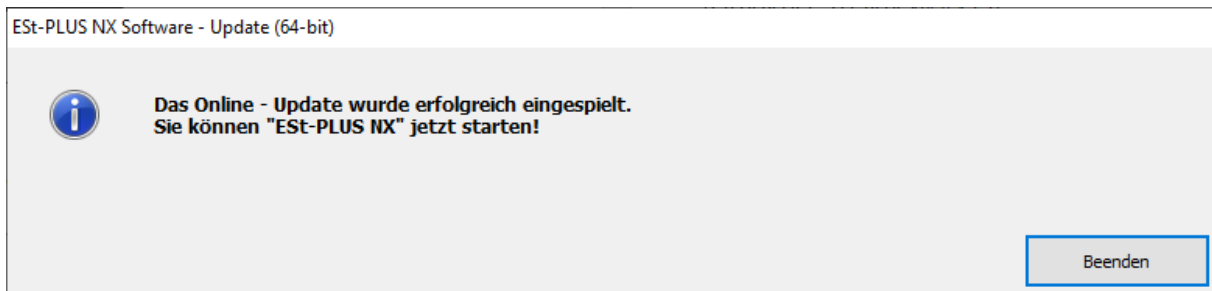 ESt-PLUS NX Software - Update (64-bit)
Das Online - Update wurde erfolgreich eingespielt.
Sie können "ESt-PLUS NX" jetzt starten!
Beenden